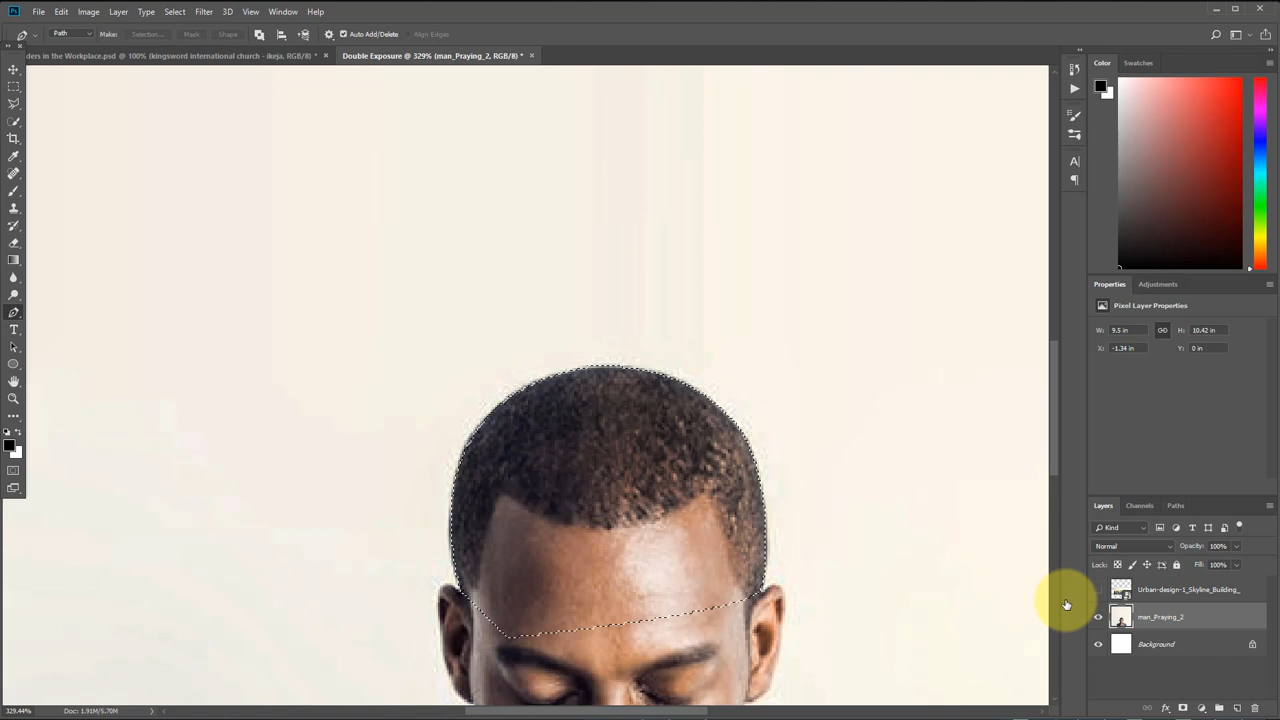 Ps File Edit Image Layer Type Select Filter 3D View Window Help
Path Make: Selection... Mask Shape Auto Add/Delete Align Edges
ders in the Workplace.psd @ 100% (kingsword international church - ikeja, RGB/8) * × Double Exposure @ 329% (man_Praying_2, RGB/8) * ×
Color Swatches
Properties Adjustments
Pixel Layer Properties
W: 9.5 in H: 10.42 in
X: -1.34 in Y: 0 in
Layers Channels Paths
Kind
Normal Opacity: 100%
Lock: Fill: 100%
Urban-design-1_Skyline_Building_
man_Praying_2
Background
329.44% Doc: 1.91M/5.70M